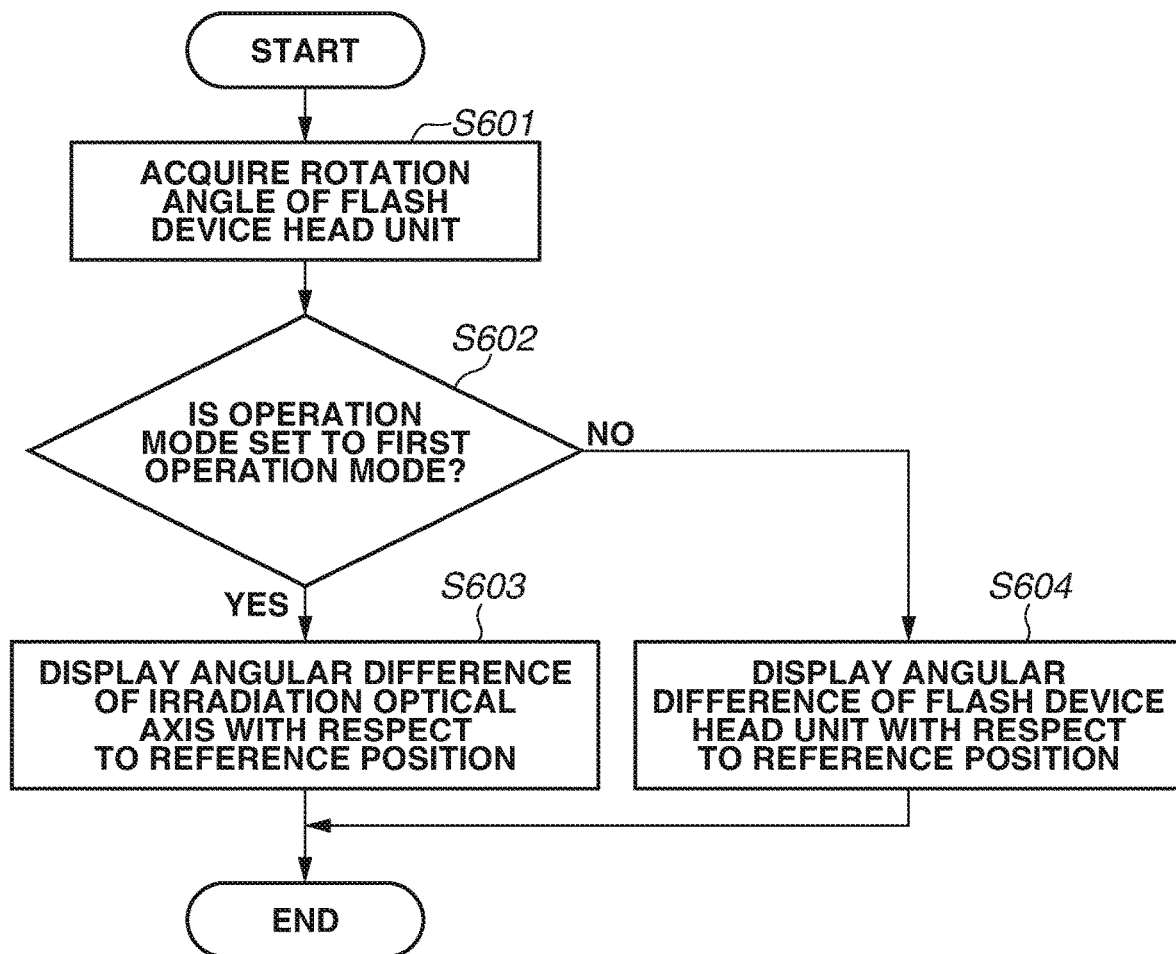 START
S601
ACQUIRE ROTATION
ANGLE OF FLASH
DEVICE HEAD UNIT
S602
IS OPERATION
MODE SET TO FIRST
OPERATION MODE?
NO
YES
S603
DISPLAY ANGULAR DIFFERENCE
OF IRRADIATION OPTICAL
AXIS WITH RESPECT
TO REFERENCE POSITION
S604
DISPLAY ANGULAR
DIFFERENCE OF FLASH DEVICE
HEAD UNIT WITH RESPECT
TO REFERENCE POSITION
END